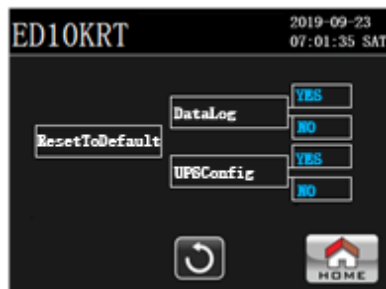 ED10KRT
2019-09-23
07:01:35 SAT
ResetToDefault
DataLog
YES
NO
UPSConfig
YES
NO
HOME